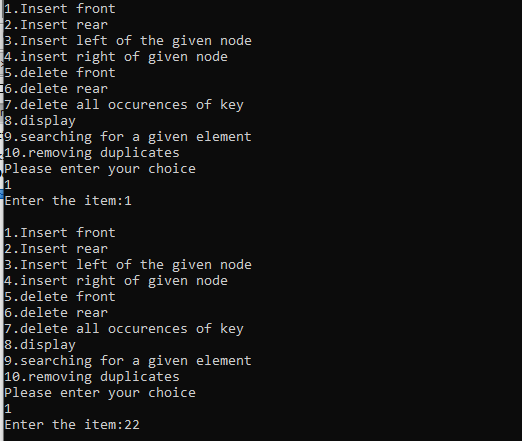 1.Insert front
2.Insert rear
3.Insert left of the given node
4.insert right of given node
5.delete front
6.delete rear
7.delete all occurences of key
8.display
9.searching for a given element
10.removing duplicates
Please enter your choice
1
Enter the item:1
1.Insert front
2.Insert rear
3.Insert left of the given node
4.insert right of given node
5.delete front
6.delete rear
7.delete all occurences of key
8.display
9.searching for a given element
10.removing duplicates
Please enter your choice
1
Enter the item:22